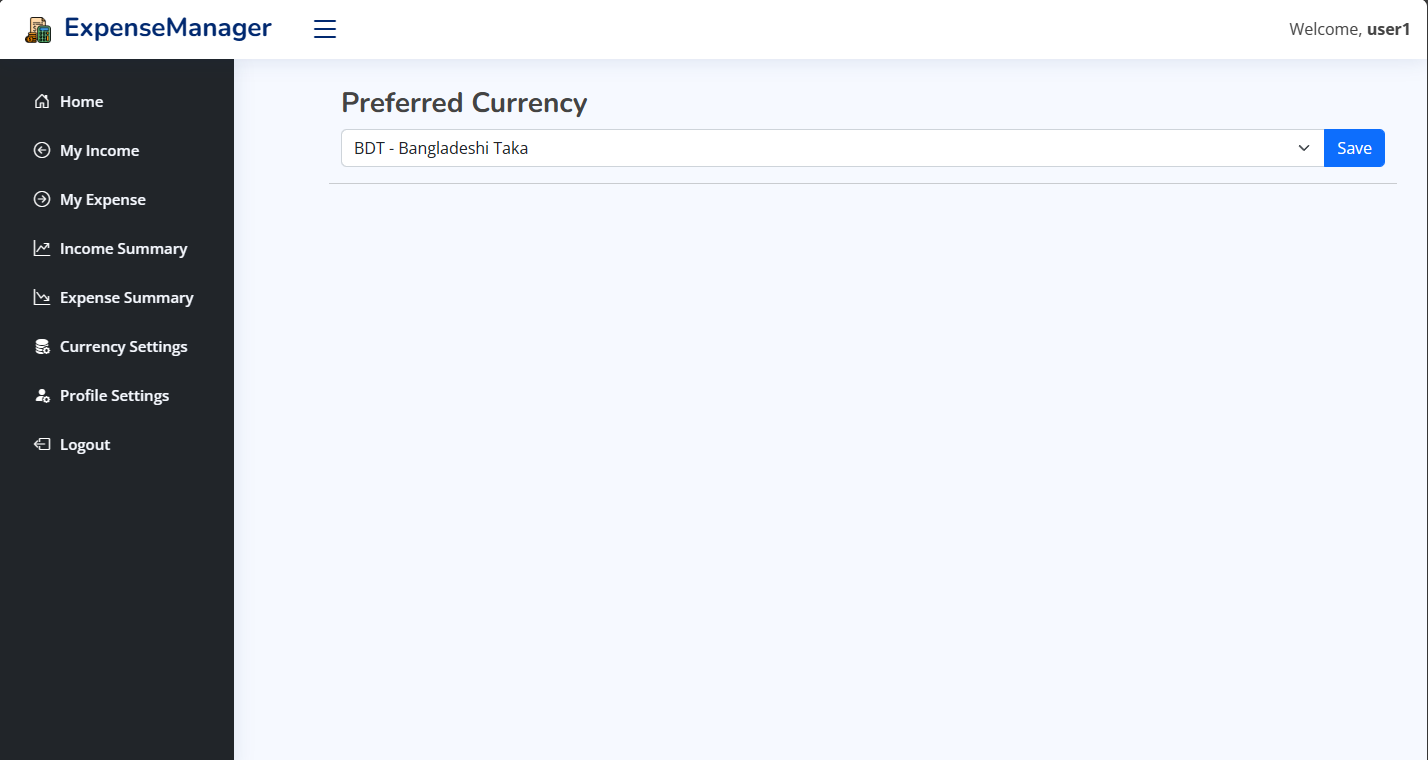 ExpenseManager
Welcome, user1
Home
My Income
My Expense
Income Summary
Expense Summary
Currency Settings
Profile Settings
Logout
Preferred Currency
BDT - Bangladeshi Taka
Save